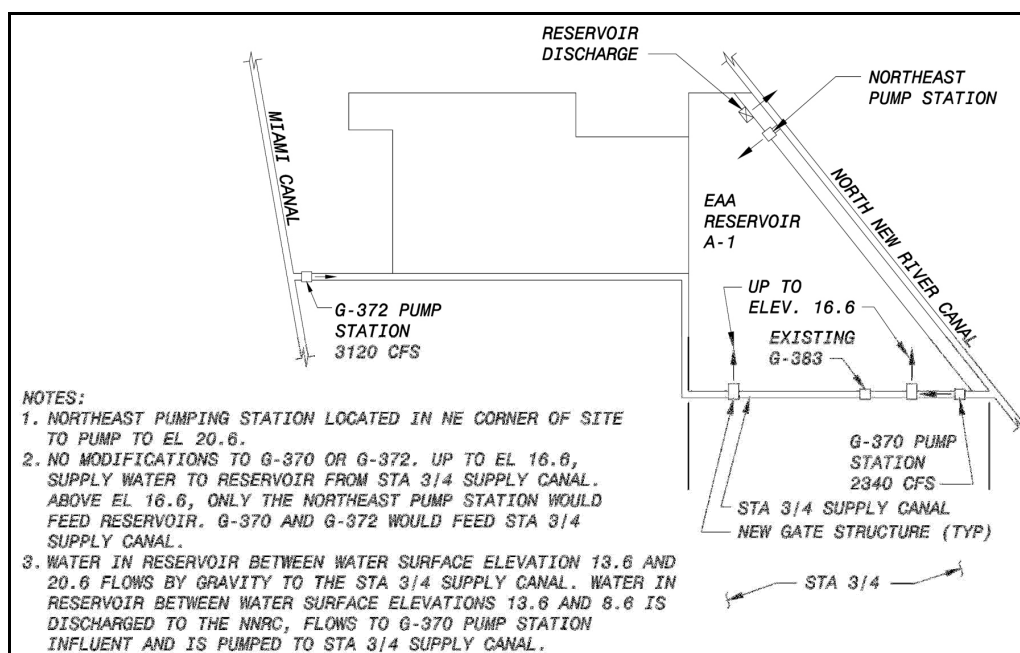 RESERVOIR
DISCHARGE
NORTHEAST
PUMP STATION
MIAMI CANAL
NORTH NEW RIVER CANAL
EAA
RESERVOIR
A-1
G-372 PUMP
STATION
3120 CFS
UP TO
ELEV. 16.6
EXISTING
G-383
G-370 PUMP
STATION
2340 CFS
STA 3/4 SUPPLY CANAL
NEW GATE STRUCTURE (TYP)
STA 3/4
NOTES:
1. NORTHEAST PUMPING STATION LOCATED IN NE CORNER OF SITE
TO PUMP TO EL 20.6.
2. NO MODIFICATIONS TO G-370 OR G-372. UP TO EL 16.6,
SUPPLY WATER TO RESERVOIR FROM STA 3/4 SUPPLY CANAL.
ABOVE EL 16.6, ONLY THE NORTHEAST PUMP STATION WOULD
FEED RESERVOIR. G-370 AND G-372 WOULD FEED STA 3/4
SUPPLY CANAL.
3. WATER IN RESERVOIR BETWEEN WATER SURFACE ELEVATION 13.6 AND
20.6 FLOWS BY GRAVITY TO THE STA 3/4 SUPPLY CANAL. WATER IN
RESERVOIR BETWEEN WATER SURFACE ELEVATIONS 13.6 AND 8.6 IS
DISCHARGED TO THE NNRC, FLOWS TO G-370 PUMP STATION
INFLUENT AND IS PUMPED TO STA 3/4 SUPPLY CANAL.